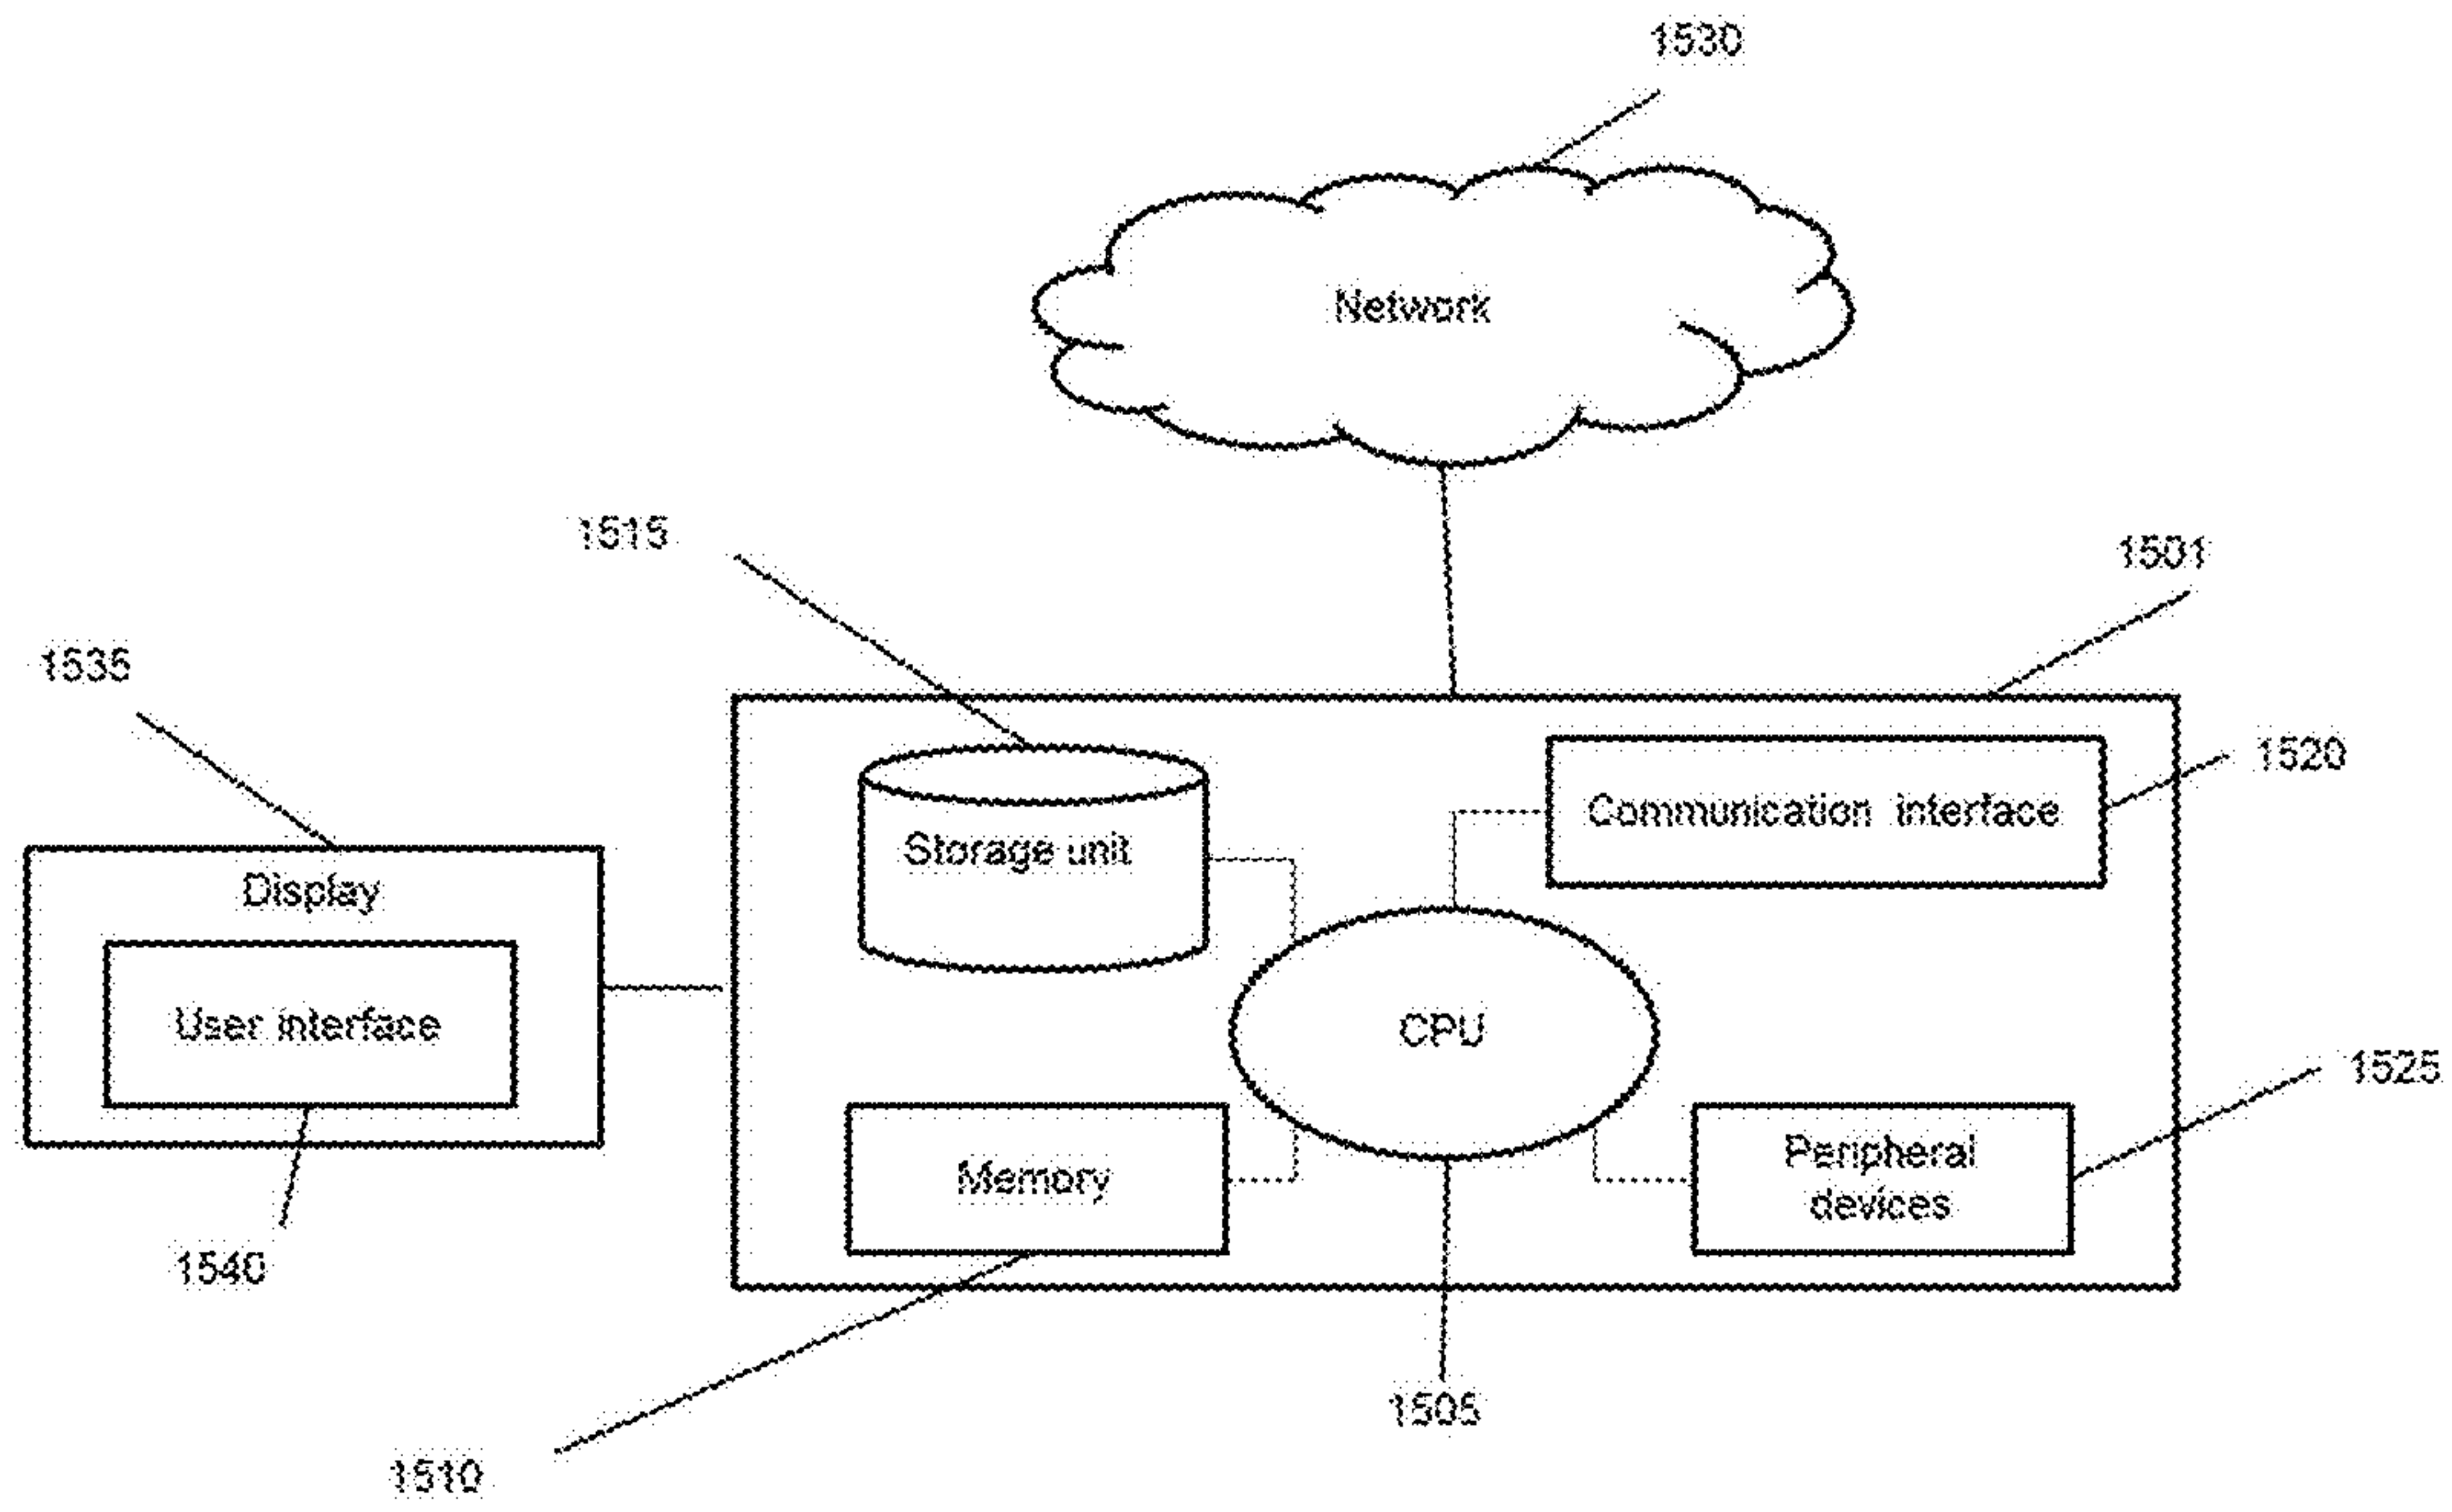 1530
Network
1515
1501
1535
1520
Communication interface
Storage unit
Display
User interface
CPU
1525
Peripheral
devices
Memory
1540
1505
1510